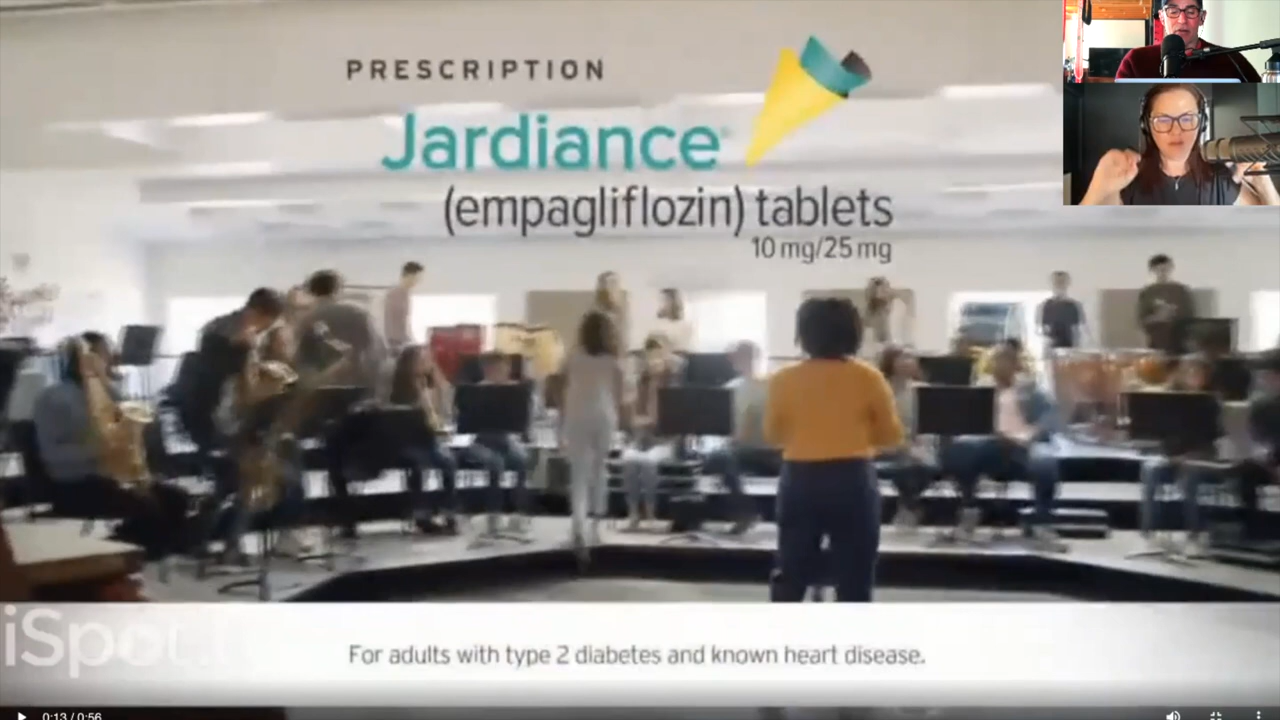 PRESCRIPTION
Jardiance®
(empagliflozin) tablets
10 mg/25 mg
For adults with type 2 diabetes and known heart disease.
iSpot.t
0:13 / 0:56